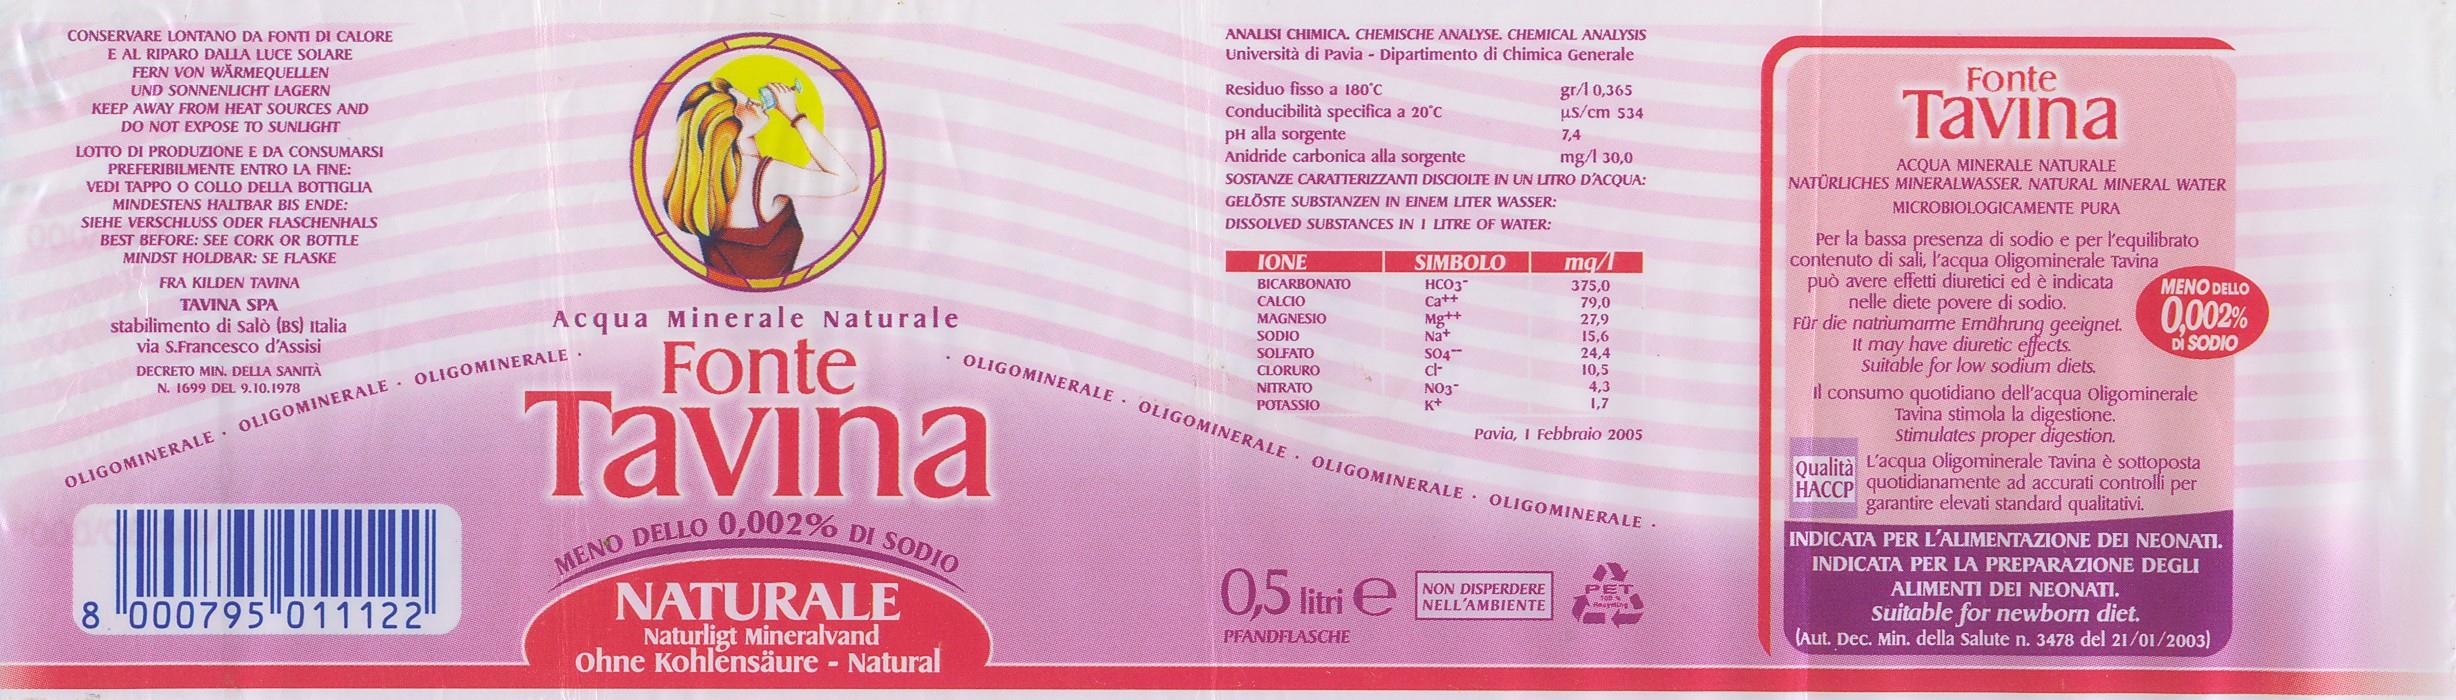 CONSERVARE LONTANO DA FONTI DI CALORE
E AL RIPARO DALLA LUCE SOLARE
FERN VON WÄRMEQUELLEN
UND SONNENLICHT LAGERN
KEEP AWAY FROM HEAT SOURCES AND
DO NOT EXPOSE TO SUNLIGHT
LOTTO DI PRODUZIONE E DA CONSUMARSI
PREFERIBILMENTE ENTRO LA FINE:
VEDI TAPPO O COLLO DELLA BOTTIGLIA
MINDESTENS HALTBAR BIS ENDE:
SIEHE VERSCHLUSS ODER FLASCHENHALS
BEST BEFORE: SEE CORK OR BOTTLE
MINDST HOLDBAR: SE FLASKE
FRA KILDEN TAVINA
TAVINA SPA
stabilimento di Salò (BS) Italia
via S.Francesco d'Assisi
DECRETO MIN. DELLA SANITÀ
N. 1699 DEL 9.10.1978
OLIGOMINERALE · OLIGOMINERALE · OLIGOMINERALE ·
8 000795 011122
Acqua Minerale Naturale
Fonte
Tavina
MENO DELLO 0,002% DI SODIO
NATURALE
Naturligt Mineralvand
Ohne Kohlensäure - Natural
· OLIGOMINERALE · OLIGOMINERALE · OLIGOMINERALE · OLIGOMINERALE ·
ANALISI CHIMICA. CHEMISCHE ANALYSE. CHEMICAL ANALYSIS
Università di Pavia - Dipartimento di Chimica Generale
Residuo fisso a 180°C gr/l 0,365
Conducibilità specifica a 20°C µS/cm 534
pH alla sorgente 7,4
Anidride carbonica alla sorgente mg/l 30,0
SOSTANZE CARATTERIZZANTI DISCIOLTE IN UN LITRO D'ACQUA:
GELÖSTE SUBSTANZEN IN EINEM LITER WASSER:
DISSOLVED SUBSTANCES IN 1 LITRE OF WATER:
IONE SIMBOLO mg/l
BICARBONATO HCO3- 375,0
CALCIO Ca++ 79,0
MAGNESIO Mg++ 27,9
SODIO Na+ 15,6
SOLFATO SO4-- 24,4
CLORURO Cl- 10,5
NITRATO NO3- 4,3
POTASSIO K+ 1,7
Pavia, 1 Febbraio 2005
0,5 litri e
PFANDFLASCHE
NON DISPERDERE
NELL'AMBIENTE
PET
100 %
Recycling
Fonte
Tavina
ACQUA MINERALE NATURALE
NATÜRLICHES MINERALWASSER. NATURAL MINERAL WATER
MICROBIOLOGICAMENTE PURA
Per la bassa presenza di sodio e per l'equilibrato
contenuto di sali, l'acqua Oligominerale Tavina
può avere effetti diuretici ed è indicata
nelle diete povere di sodio.
Für die natriumarme Ernährung geeignet.
It may have diuretic effects.
Suitable for low sodium diets.
MENO DELLO
0,002%
DI SODIO
Il consumo quotidiano dell'acqua Oligominerale
Tavina stimola la digestione.
Stimulates proper digestion.
Qualità
HACCP
L'acqua Oligominerale Tavina è sottoposta
quotidianamente ad accurati controlli per
garantire elevati standard qualitativi.
INDICATA PER L'ALIMENTAZIONE DEI NEONATI.
INDICATA PER LA PREPARAZIONE DEGLI
ALIMENTI DEI NEONATI.
Suitable for newborn diet.
(Aut. Dec. Min. della Salute n. 3478 del 21/01/2003)